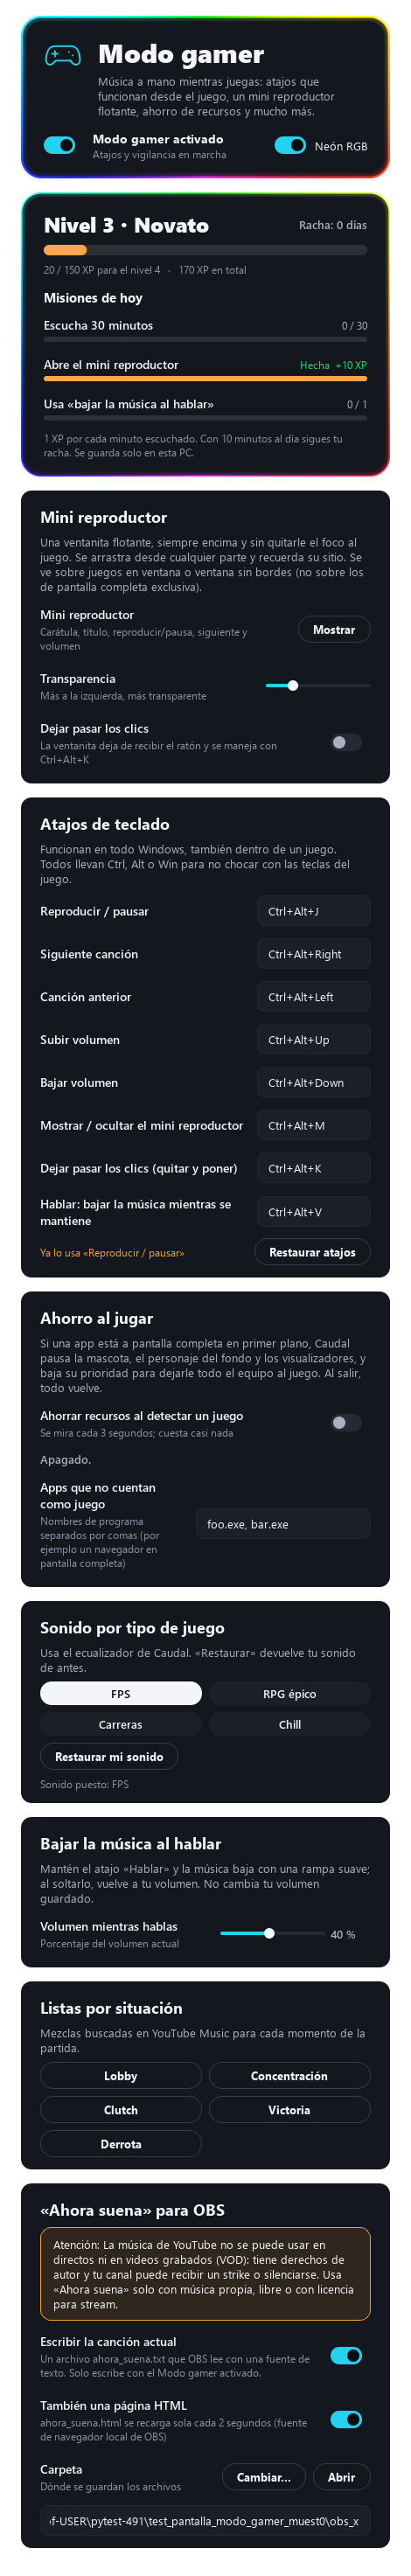 Modo gamer
Música a mano mientras juegas: atajos que
funcionan desde el juego, un mini reproductor
flotante, ahorro de recursos y mucho más.
Modo gamer activado
Atajos y vigilancia en marcha
Neón RGB
Nivel 3 · Novato
Racha: 0 días
20 / 150 XP para el nivel 4 · 170 XP en total
Misiones de hoy
Escucha 30 minutos
0 / 30
Abre el mini reproductor
Hecha +10 XP
Usa «bajar la música al hablar»
0 / 1
1 XP por cada minuto escuchado. Con 10 minutos al día sigues tu
racha. Se guarda solo en esta PC.
Mini reproductor
Una ventanita flotante, siempre encima y sin quitarle el foco al
juego. Se arrastra desde cualquier parte y recuerda su sitio. Se
ve sobre juegos en ventana o ventana sin bordes (no sobre los
de pantalla completa exclusiva).
Mini reproductor
Carátula, título, reproducir/pausa, siguiente y
volumen
Mostrar
Transparencia
Más a la izquierda, más transparente
Dejar pasar los clics
La ventanita deja de recibir el ratón y se maneja con
Ctrl+Alt+K
Atajos de teclado
Funcionan en todo Windows, también dentro de un juego.
Todos llevan Ctrl, Alt o Win para no chocar con las teclas del
juego.
Reproducir / pausar
Ctrl+Alt+J
Siguiente canción
Ctrl+Alt+Right
Canción anterior
Ctrl+Alt+Left
Subir volumen
Ctrl+Alt+Up
Bajar volumen
Ctrl+Alt+Down
Mostrar / ocultar el mini reproductor
Ctrl+Alt+M
Dejar pasar los clics (quitar y poner)
Ctrl+Alt+K
Hablar: bajar la música mientras se
mantiene
Ctrl+Alt+V
Ya lo usa «Reproducir / pausar»
Restaurar atajos
Ahorro al jugar
Si una app está a pantalla completa en primer plano, Caudal
pausa la mascota, el personaje del fondo y los visualizadores, y
baja su prioridad para dejarle todo el equipo al juego. Al salir,
todo vuelve.
Ahorrar recursos al detectar un juego
Se mira cada 3 segundos; cuesta casi nada
Apagado.
Apps que no cuentan
como juego
Nombres de programa
separados por comas (por
ejemplo un navegador en
pantalla completa)
foo.exe, bar.exe
Sonido por tipo de juego
Usa el ecualizador de Caudal. «Restaurar» devuelve tu sonido
de antes.
FPS
RPG épico
Carreras
Chill
Restaurar mi sonido
Sonido puesto: FPS
Bajar la música al hablar
Mantén el atajo «Hablar» y la música baja con una rampa suave;
al soltarlo, vuelve a tu volumen. No cambia tu volumen
guardado.
Volumen mientras hablas
Porcentaje del volumen actual
40 %
Listas por situación
Mezclas buscadas en YouTube Music para cada momento de la
partida.
Lobby
Concentración
Clutch
Victoria
Derrota
«Ahora suena» para OBS
Atención: La música de YouTube no se puede usar en
directos ni en videos grabados (VOD): tiene derechos de
autor y tu canal puede recibir un strike o silenciarse. Usa
«Ahora suena» solo con música propia, libre o con licencia
para stream.
Escribir la canción actual
Un archivo ahora_suena.txt que OBS lee con una fuente de
texto. Solo escribe con el Modo gamer activado.
También una página HTML
ahora_suena.html se recarga sola cada 2 segundos (fuente
de navegador local de OBS)
Carpeta
Dónde se guardan los archivos
Cambiar...
Abrir
of-USER\pytest-491\test_pantalla_modo_gamer_muest0\obs_x